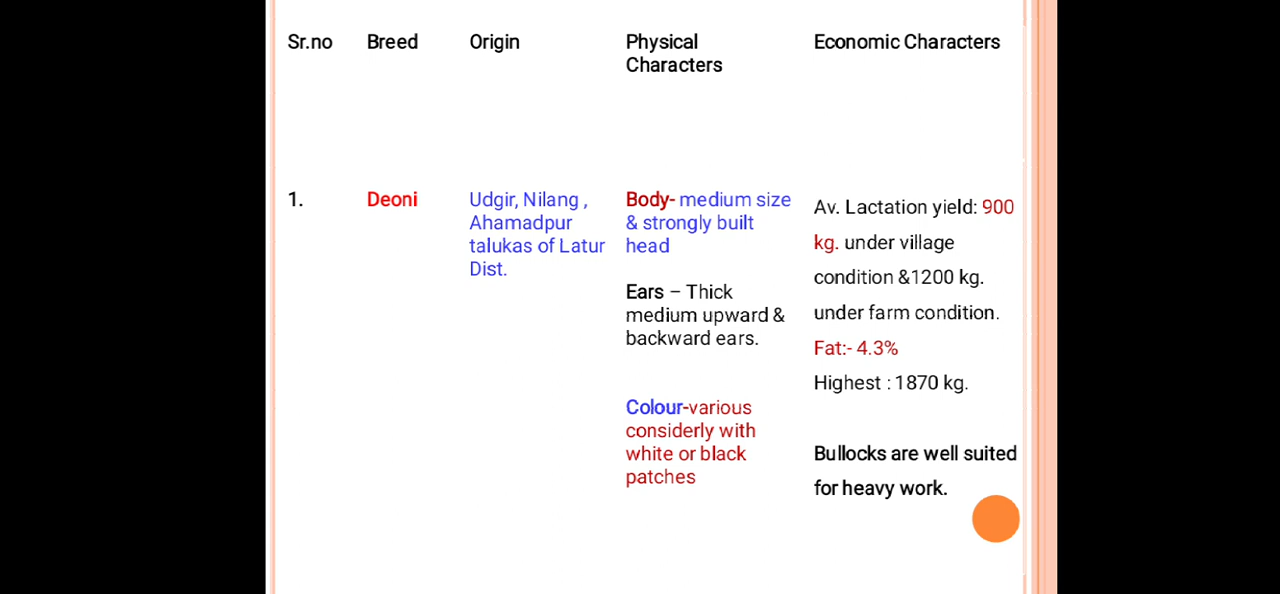 Sr.no Breed Origin Physical Characters Economic Characters
1.
Deoni
Udgir, Nilang ,
Ahamadpur
talukas of Latur
Dist.
Body- medium size
& strongly built
head
Ears – Thick
medium upward &
backward ears.
Colour-various
considerly with
white or black
patches
Av. Lactation yield: 900
kg. under village
condition &1200 kg.
under farm condition.
Fat:- 4.3%
Highest : 1870 kg.
Bullocks are well suited
for heavy work.